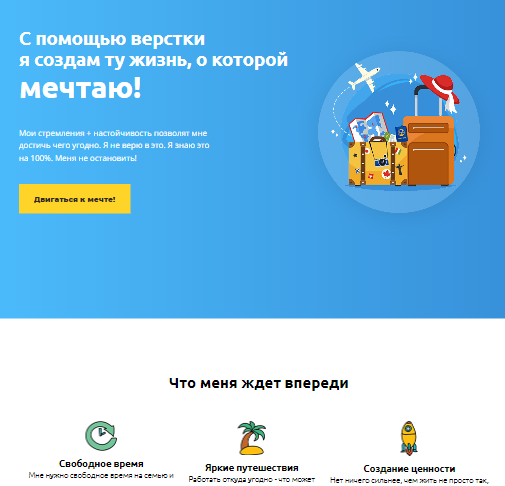 С помощью верстки
я создам ту жизнь, о которой
мечтаю!
Мои стремления + настойчивость позволят мне
достичь чего угодно. Я не верю в это. Я знаю это
на 100%. Меня не остановить!
Двигаться к мечте!
Что меня ждет впереди
Свободное время
Мне нужно свободное время на семью и
Яркие путешествия
Работать откуда угодно - что может
Создание ценности
Нет ничего сильнее, чем жить не просто так,